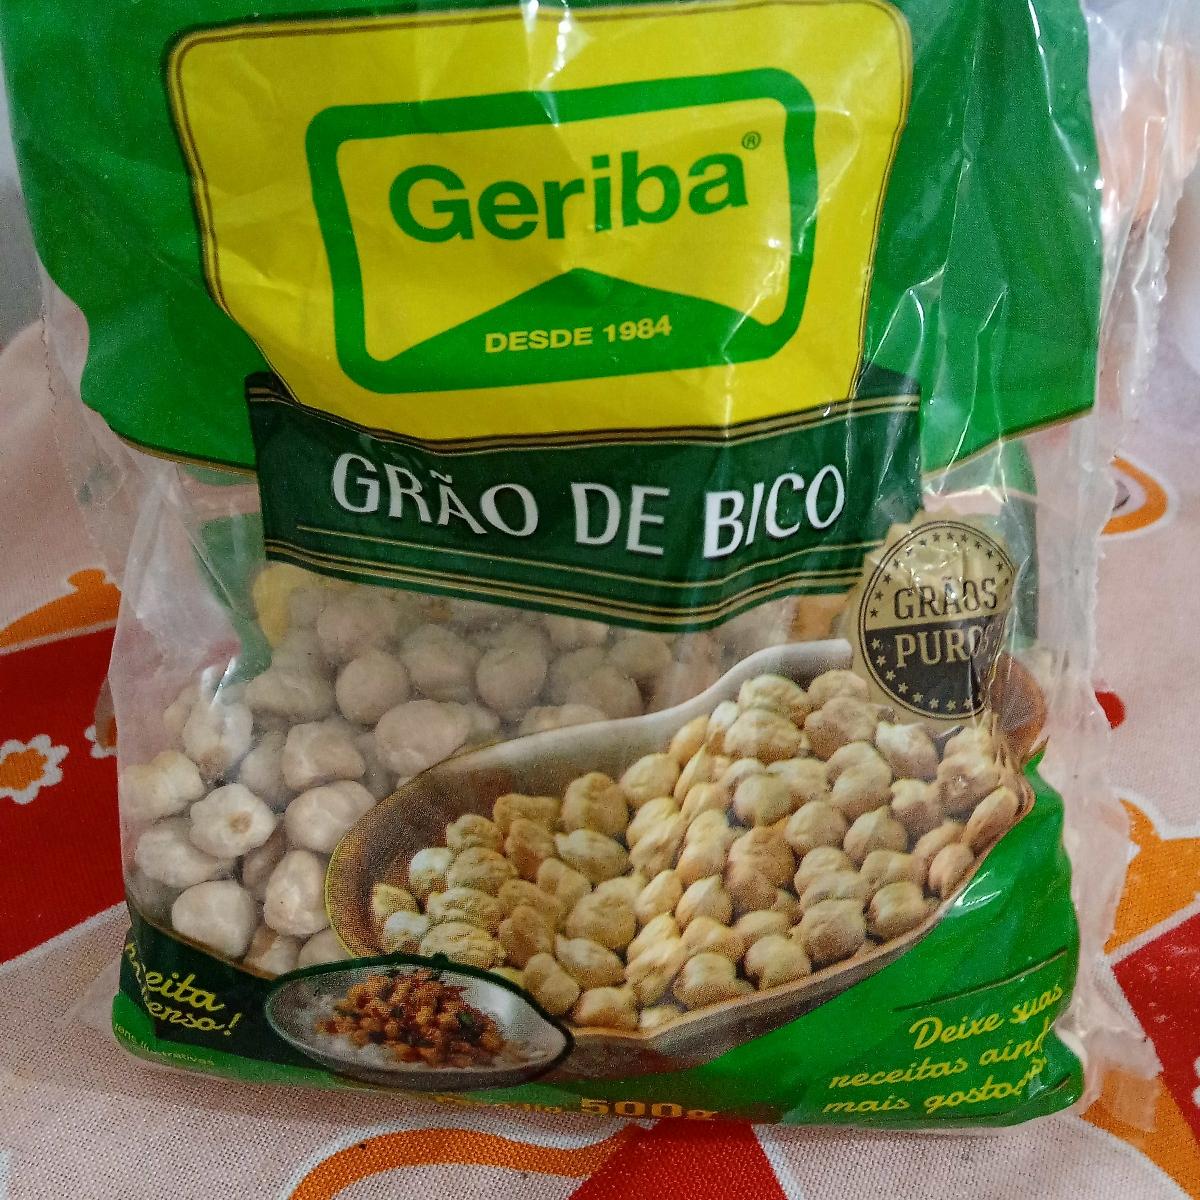 Geriba®
DESDE 1984
GRÃO DE BICO
GRÃOS
PUROS
Deixe suas
receitas
mais
500g